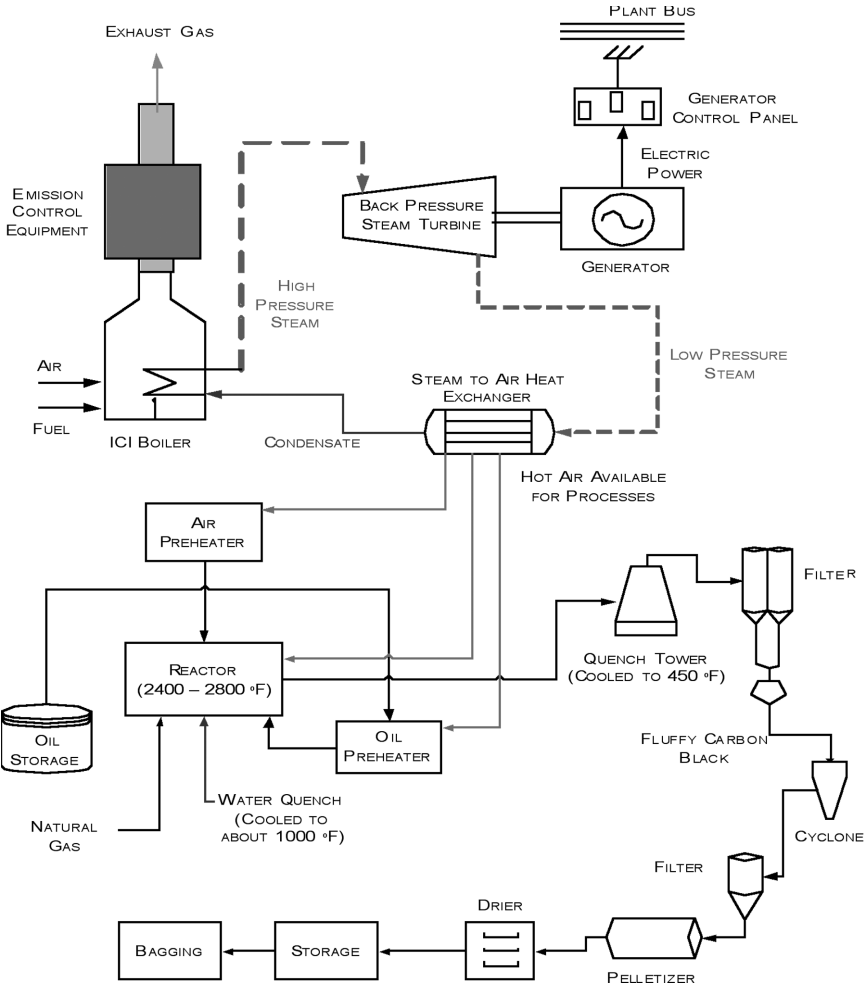 Plant Bus
Exhaust Gas
Generator
Control Panel
Electric
Power
Emission
Control
Equipment
Back Pressure
Steam Turbine
Generator
High
Pressure
Steam
Low Pressure
Steam
Air
Fuel
ICI Boiler
Steam to Air Heat
Exchanger
Condensate
Hot Air Available
for Processes
Air
Preheater
Filter
Reactor
(2400 – 2800 °F)
Quench Tower
(Cooled to 450 °F)
Oil
Storage
Oil
Preheater
Fluffy Carbon
Black
Water Quench
(Cooled to
about 1000 °F)
Natural
Gas
Cyclone
Filter
Drier
Bagging
Storage
Pelletizer